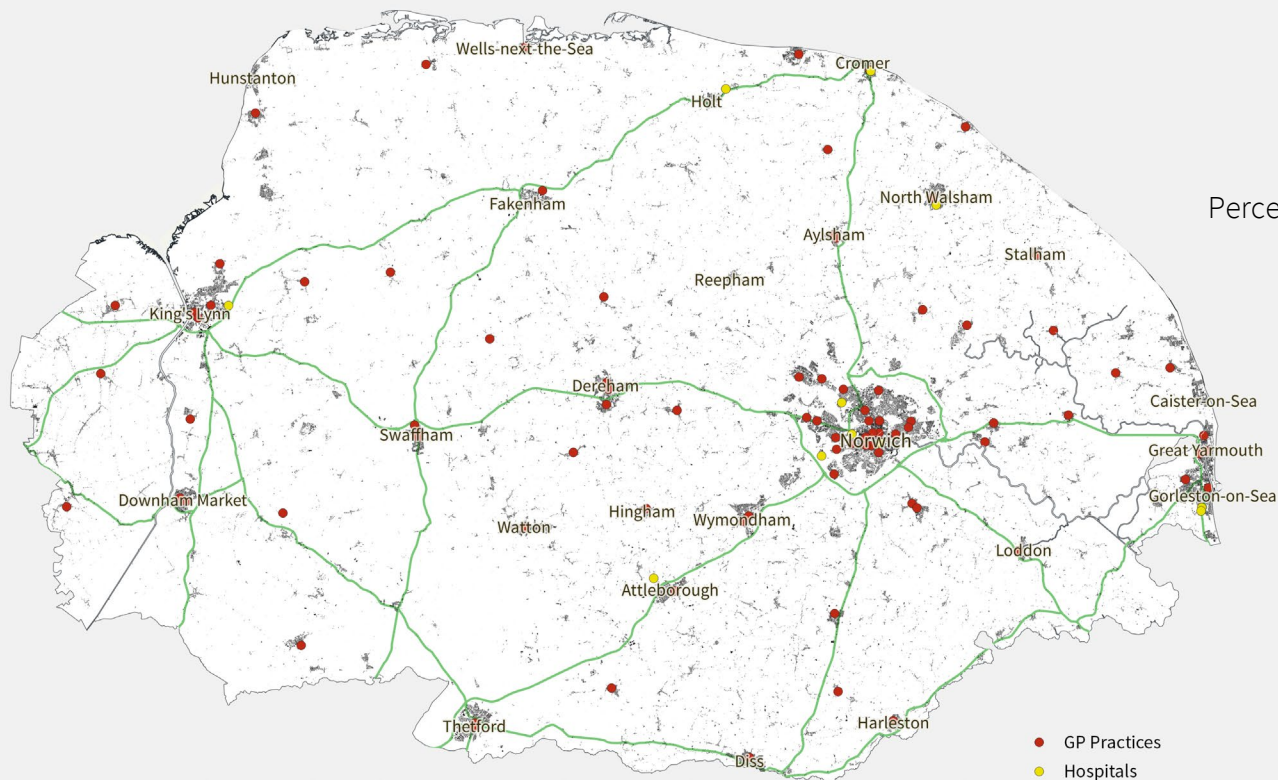 Wells-next-the-Sea
Cromer
Hunstanton
Holt
North Walsham
Fakenham
Perce
Aylsham
Stalham
Reepham
King's Lynn
Dereham
Caister-on-Sea
Swaffham
Norwich
Great Yarmouth
Gorleston-on-Sea
Downham Market
Hingham
Wymondham
Watton
Loddon
Attleborough
Harleston
Thetford
GP Practices
Diss
Hospitals